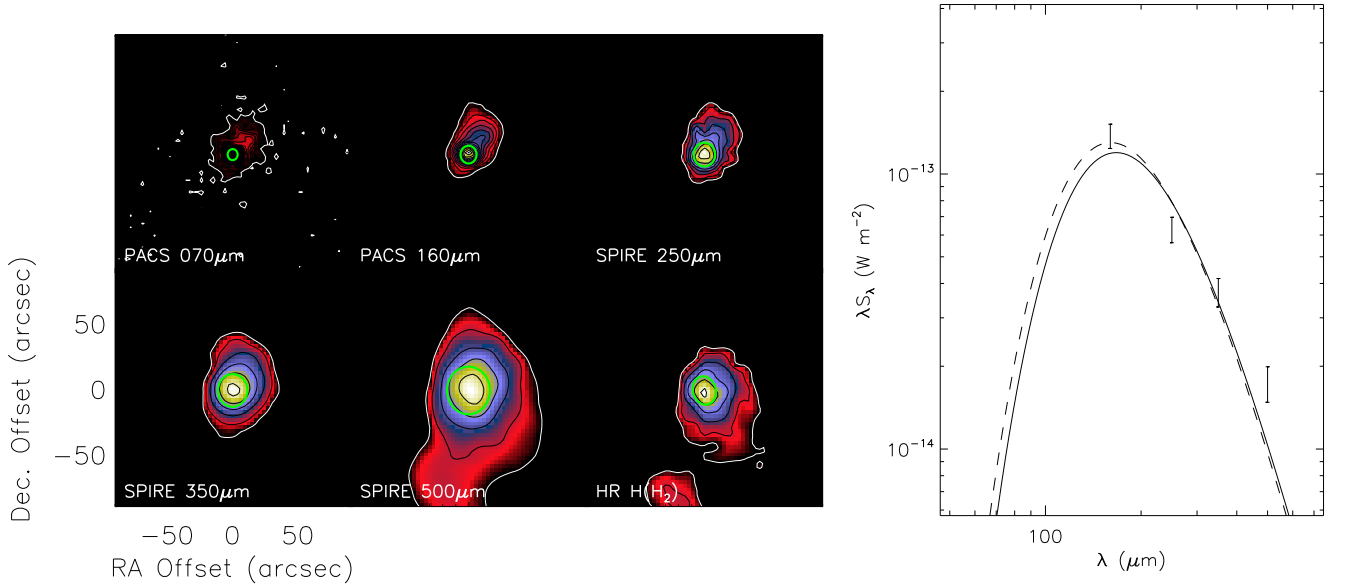 PACS 070μm
PACS 160μm
SPIRE 250μm
SPIRE 350μm
SPIRE 500μm
HR H(H₂)
Dec. Offset (arcsec)
50
0
−50
−50 0 50
RA Offset (arcsec)
λSλ (W m⁻²)
10⁻¹³
10⁻¹⁴
100
λ (μm)